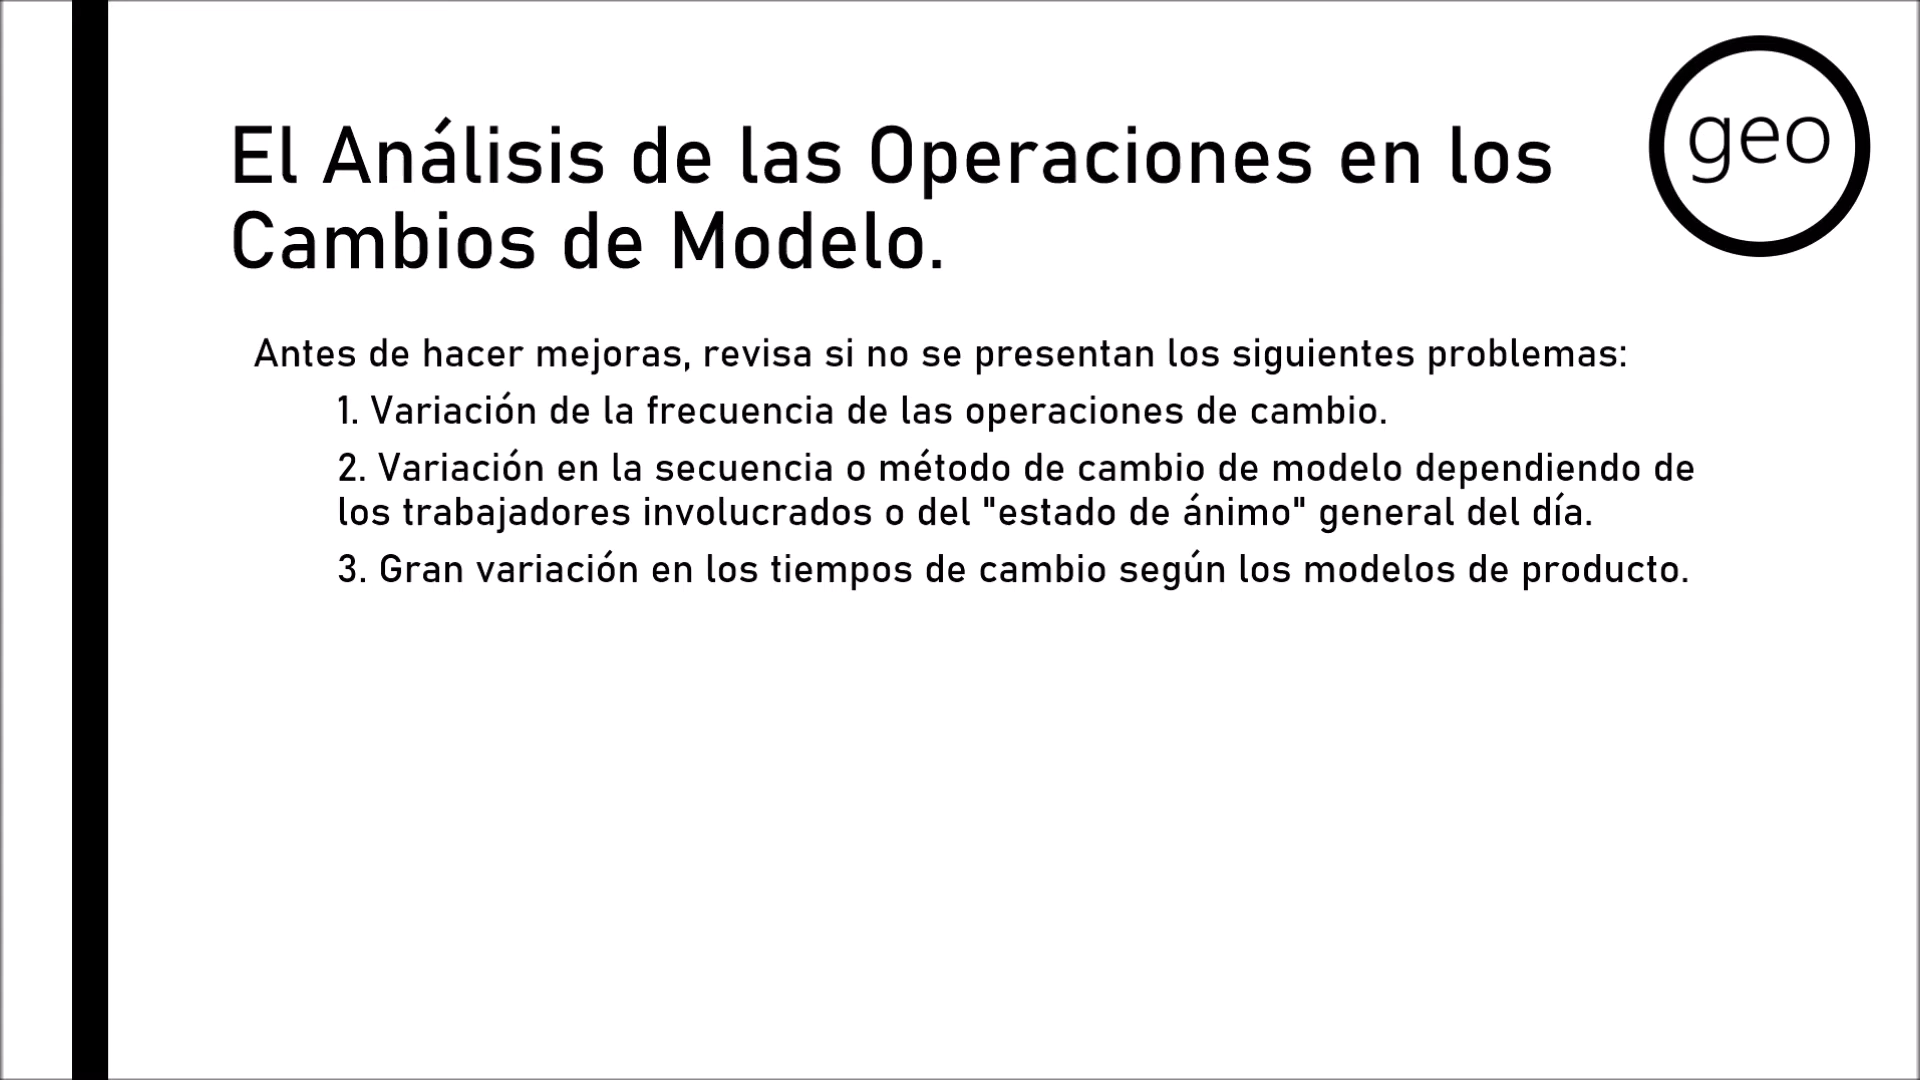 El Análisis de las Operaciones en los
Cambios de Modelo.
geo
Antes de hacer mejoras, revisa si no se presentan los siguientes problemas:
1. Variación de la frecuencia de las operaciones de cambio.
2. Variación en la secuencia o método de cambio de modelo dependiendo de
los trabajadores involucrados o del "estado de ánimo" general del día.
3. Gran variación en los tiempos de cambio según los modelos de producto.